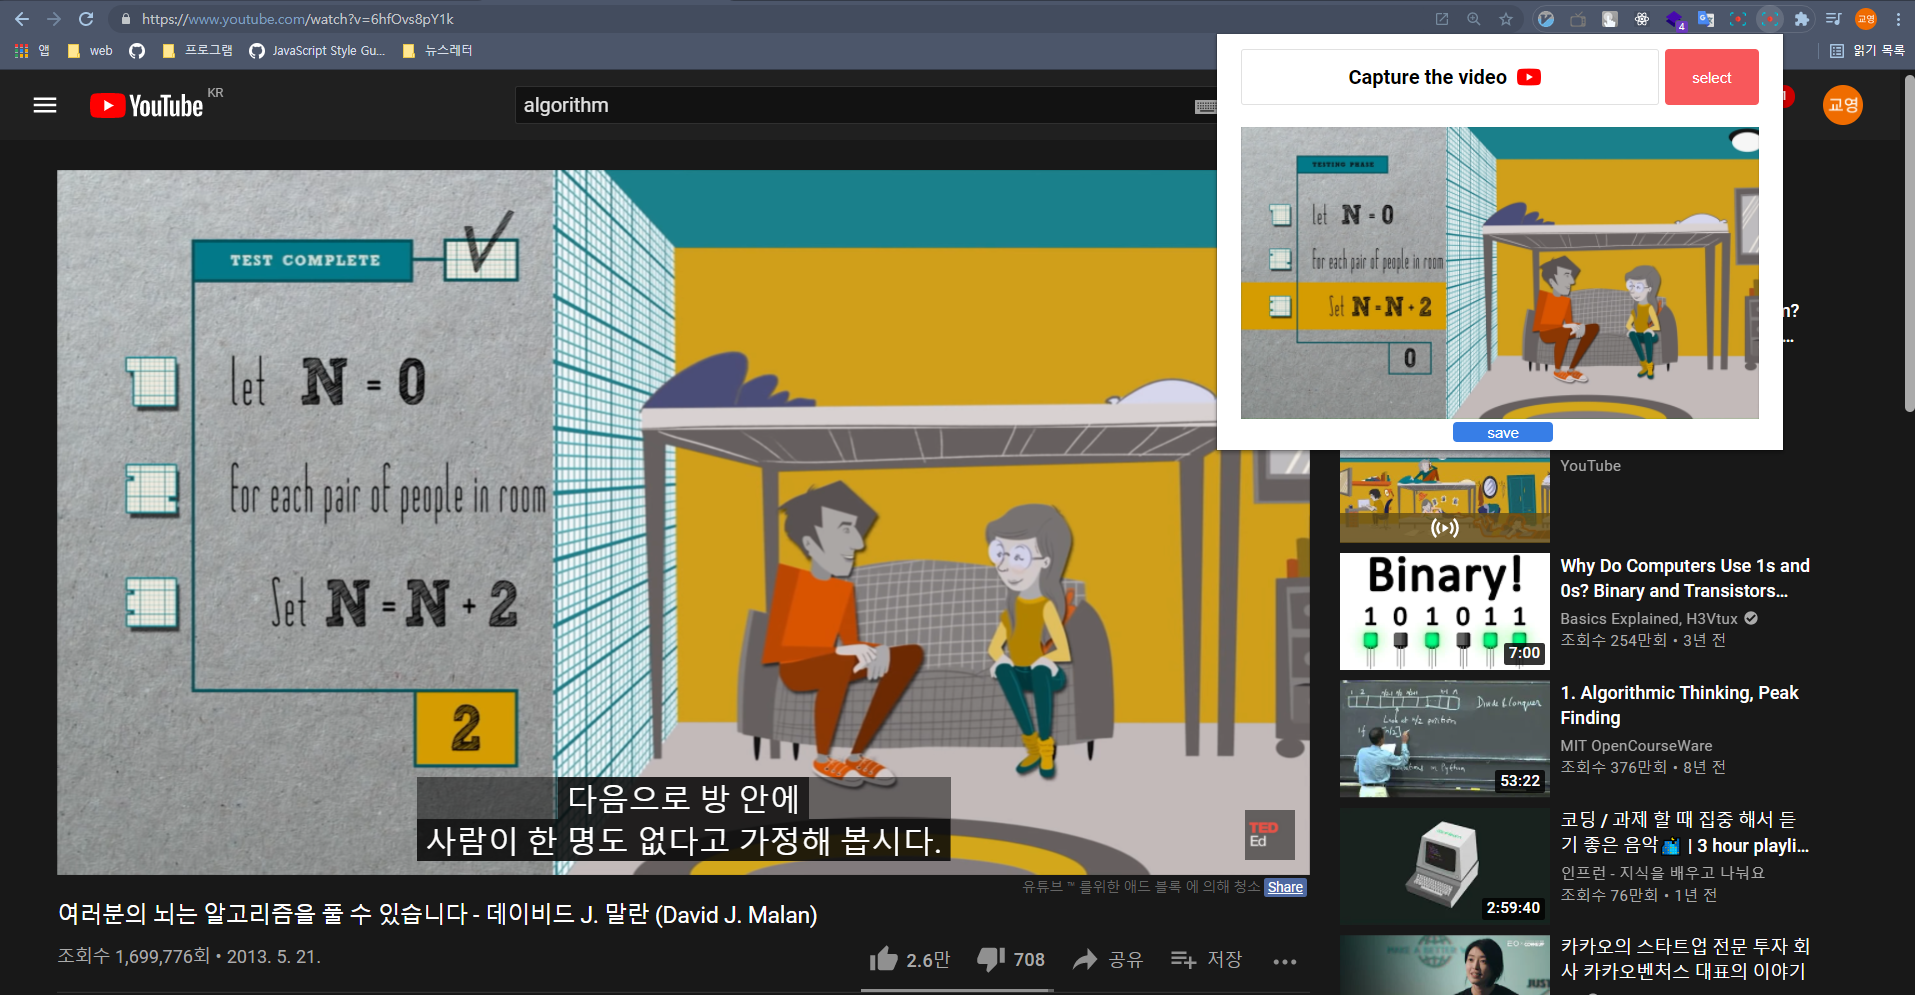 https://www.youtube.com/watch?v=6hfOvs8pY1k
교영
4
앱
web
프로그램
JavaScript Style Gu...
뉴스레터
읽기 목록
YouTube KR
algorithm
교영
Capture the video
select
TESTING PHASE
let N = 0
for each pair of people in room
Set N = N + 2
0
save
TEST COMPLETE
let N = 0
for each pair of people in room
Set N = N + 2
2
다음으로 방 안에
사람이 한 명도 없다고 가정해 봅시다.
TED
Ed
유튜브 ™ 를위한 애드 블록 에 의해 청소 Share
여러분의 뇌는 알고리즘을 풀 수 있습니다 - 데이비드 J. 말란 (David J. Malan)
조회수 1,699,776회 • 2013. 5. 21.
2.6만
708
공유
저장
...
YouTube
Binary!
1 0 1 0 1 1
7:00
Why Do Computers Use 1s and
0s? Binary and Transistors...
Basics Explained, H3Vtux
조회수 254만회 • 3년 전
Divide & Conquer
Look at n/2 position
53:22
1. Algorithmic Thinking, Peak
Finding
MIT OpenCourseWare
조회수 376만회 • 8년 전
2:59:40
코딩 / 과제 할 때 집중 해서 듣
기 좋은 음악 | 3 hour playli...
인프런 - 지식을 배우고 나눠요
조회수 76만회 • 1년 전
카카오의 스타트업 전문 투자 회
사 카카오벤처스 대표의 이야기